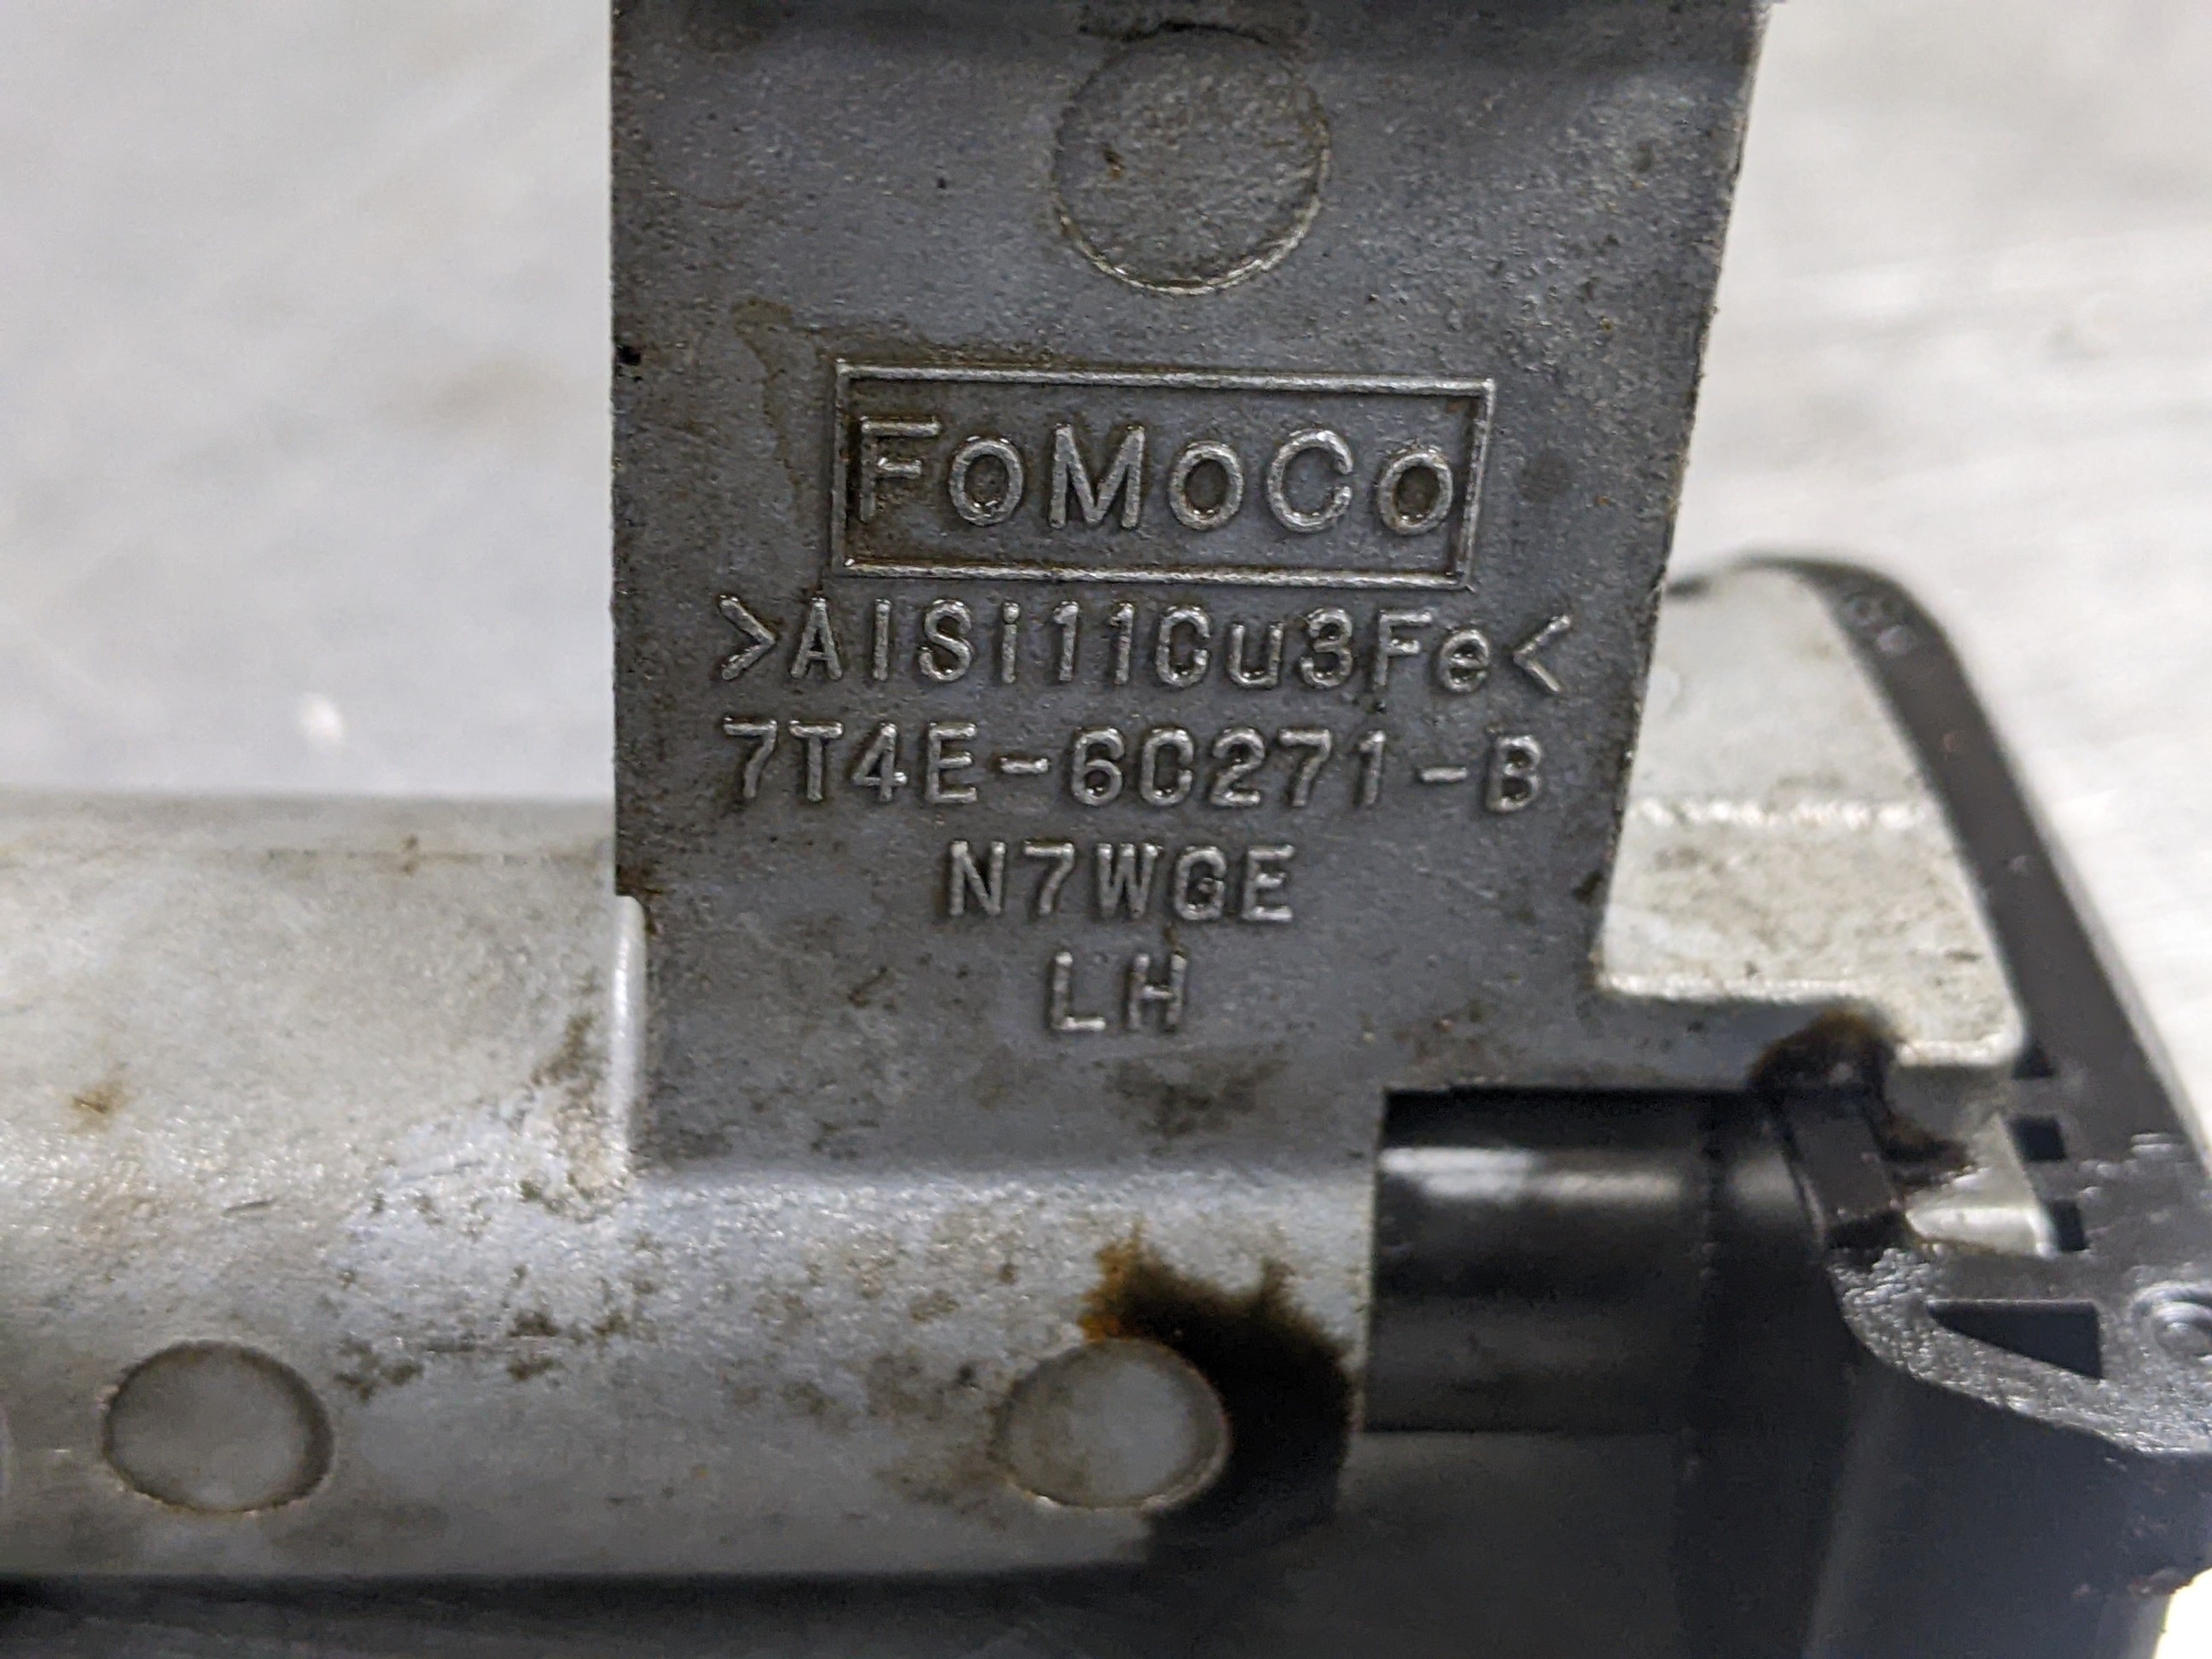 FoMoCo
>AlSi11Cu3Fe<
7T4E-6C271-B
N7WGE
LH